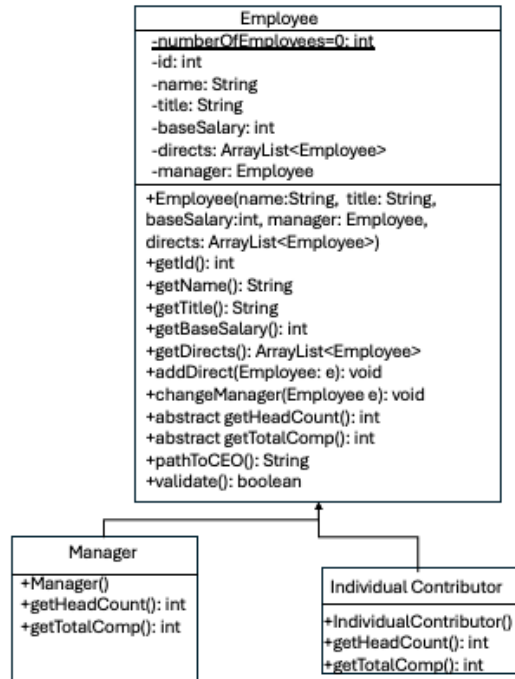 Employee
-numberOfEmployees=0: int
-id: int
-name: String
-title: String
-baseSalary: int
-directs: ArrayList<Employee>
-manager: Employee
+Employee(name:String, title: String,
baseSalary:int, manager: Employee,
directs: ArrayList<Employee>)
+getId(): int
+getName(): String
+getTitle(): String
+getBaseSalary(): int
+getDirects(): ArrayList<Employee>
+addDirect(Employee: e): void
+changeManager(Employee e): void
+abstract getHeadCount(): int
+abstract getTotalComp(): int
+pathToCEO(): String
+validate(): boolean
Manager
+Manager()
+getHeadCount(): int
+getTotalComp(): int
Individual Contributor
+IndividualContributor()
+getHeadCount(): int
+getTotalComp(): int